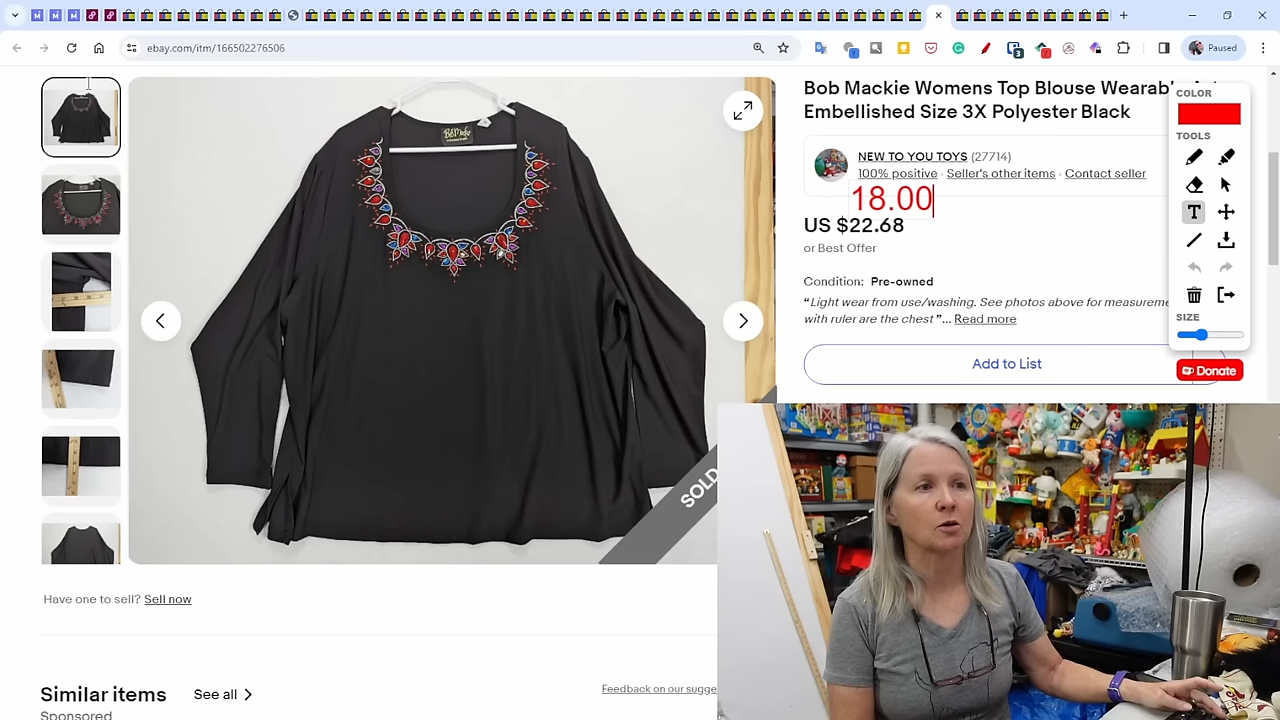 ebay.com/itm/166502276506
Paused
Bob Mackie Womens Top Blouse Wearable
Embellished Size 3X Polyester Black
NEW TO YOU TOYS (27714)
100% positive · Seller's other items · Contact seller
18.00
US $22.68
or Best Offer
Condition: Pre-owned
“Light wear from use/washing. See photos above for measureme
with ruler are the chest ”... Read more
Add to List
COLOR
TOOLS
T
SIZE
Donate
SOLD
Have one to sell? Sell now
Similar items See all
Feedback on our sugge
Sponsored